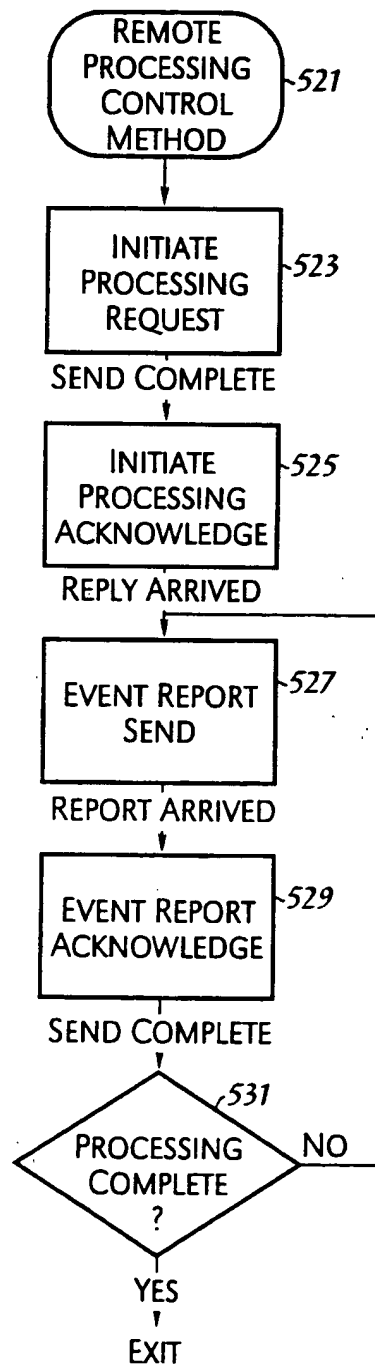 REMOTE
PROCESSING
CONTROL
METHOD
521
INITIATE
PROCESSING
REQUEST
523
SEND COMPLETE
INITIATE
PROCESSING
ACKNOWLEDGE
525
REPLY ARRIVED
EVENT REPORT
SEND
527
REPORT ARRIVED
EVENT REPORT
ACKNOWLEDGE
529
SEND COMPLETE
531
PROCESSING
COMPLETE
?
NO
YES
EXIT